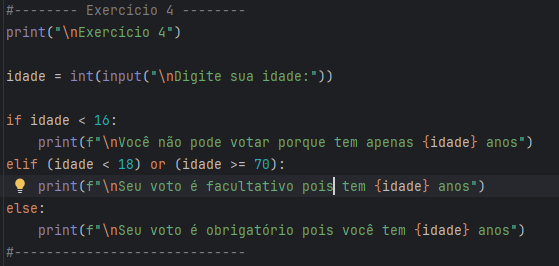 #-------- Exercício 4 --------
print("\nExercício 4")
idade = int(input("\nDigite sua idade:"))
if idade < 16:
    print(f"\nVocê não pode votar porque tem apenas {idade} anos")
elif (idade < 18) or (idade >= 70):
    print(f"\nSeu voto é facultativo pois tem {idade} anos")
else:
    print(f"\nSeu voto é obrigatório pois você tem {idade} anos")
#-----------------------------